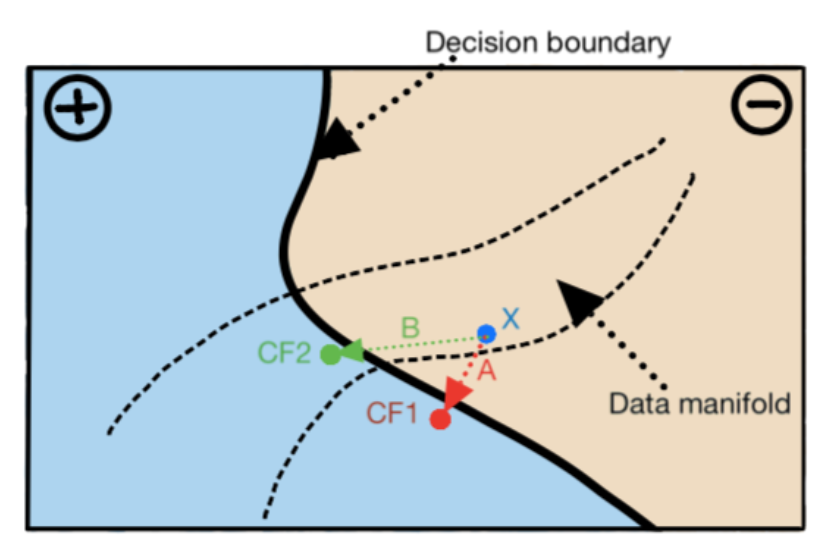 Decision boundary
+
−
X
B
CF2
A
CF1
Data manifold